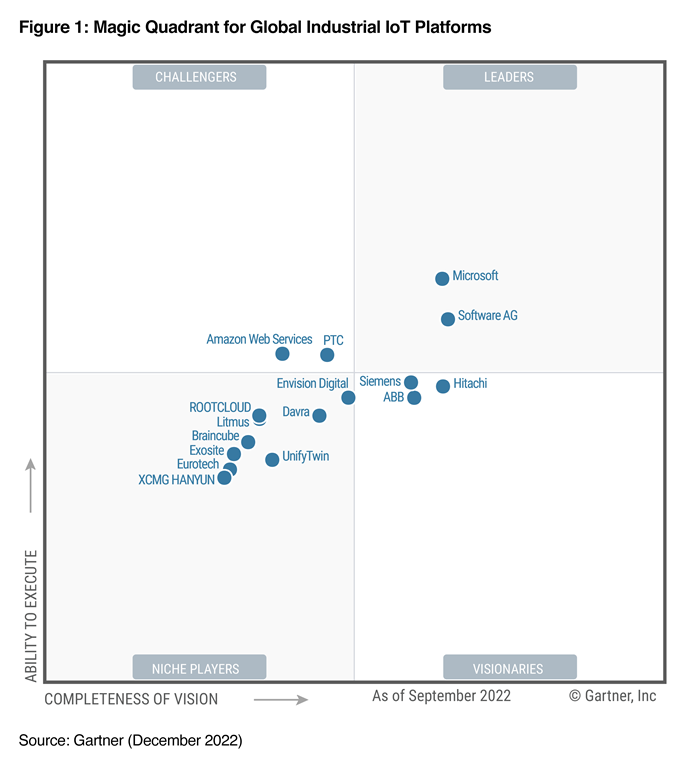 Figure 1: Magic Quadrant for Global Industrial IoT Platforms
CHALLENGERS
LEADERS
Microsoft
Software AG
Amazon Web Services
PTC
Envision Digital
Siemens
Hitachi
ABB
ROOTCLOUD
Davra
Litmus
Braincube
Exosite
UnifyTwin
Eurotech
XCMG HANYUN
ABILITY TO EXECUTE
NICHE PLAYERS
VISIONARIES
COMPLETENESS OF VISION
As of September 2022
© Gartner, Inc
Source: Gartner (December 2022)